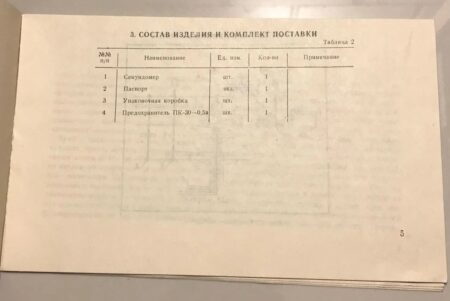 3. СОСТАВ ИЗДЕЛИЯ И КОМПЛЕКТ ПОСТАВКИ
Таблица 2
№№ п/п Наименование Ед. изм. Кол-во Примечание
1 Секундомер шт. 1
2 Паспорт экз. 1
3 Упаковочная коробка шт. 1
4 Предохранитель ПК-30—0,5а шт. 1
5